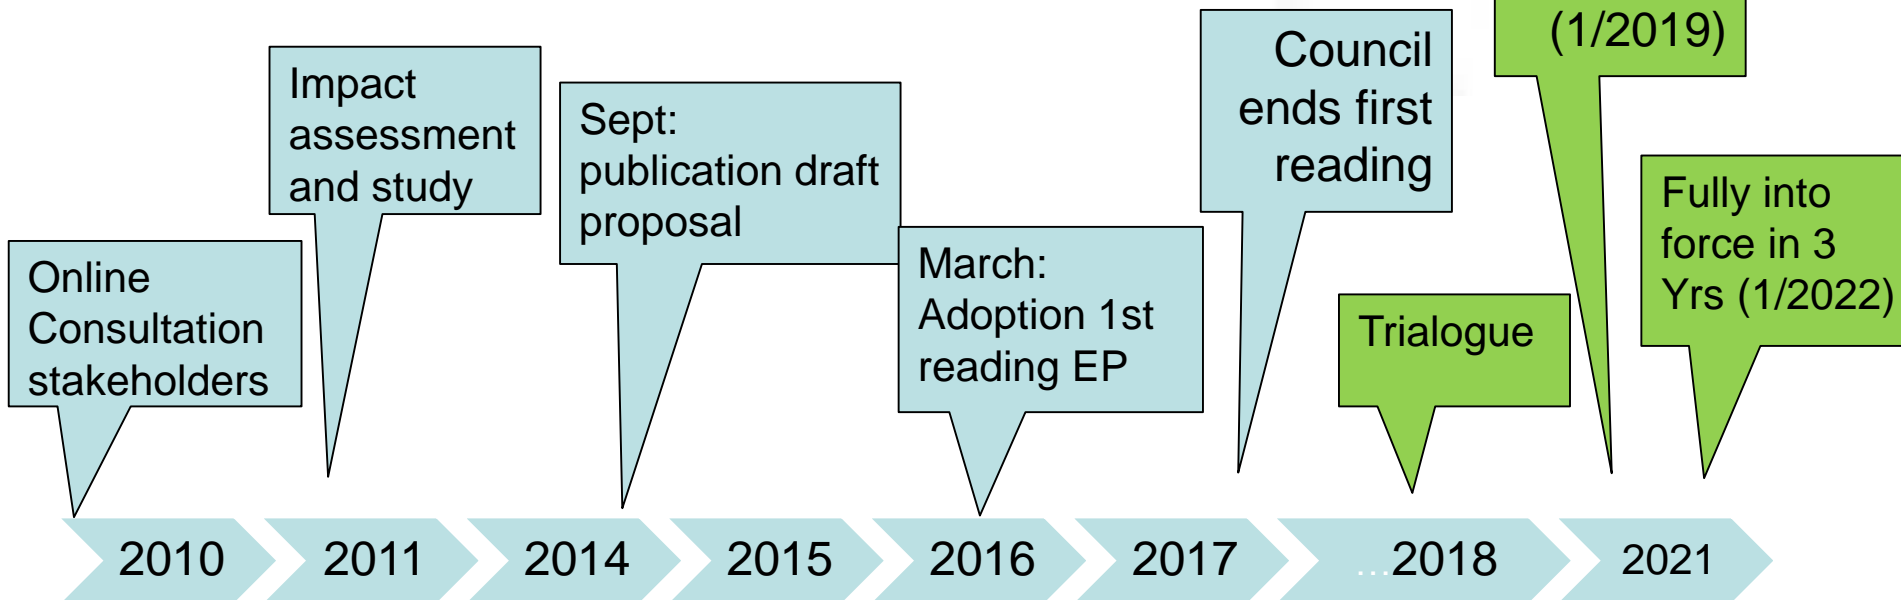 Online
Consultation
stakeholders
Impact
assessment
and study
Sept:
publication draft
proposal
March:
Adoption 1st
reading EP
Council
ends first
reading
Trialogue
(1/2019)
Fully into
force in 3
Yrs (1/2022)
2010
2011
2014
2015
2016
2017
...2018
2021